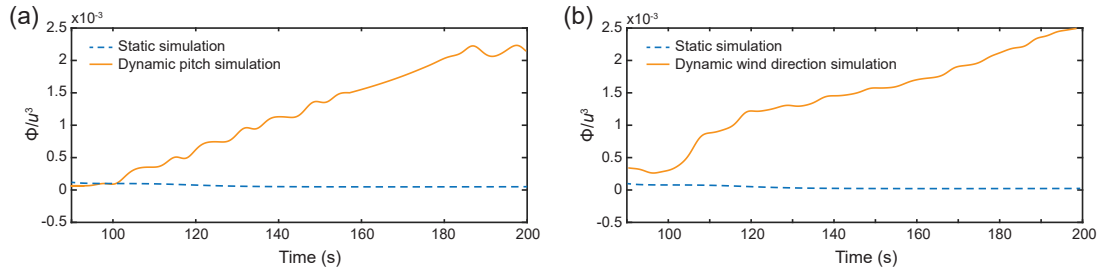 (a)
x10⁻³
2.5
2
1.5
1
0.5
0
-0.5
Φ/u³
Static simulation
Dynamic pitch simulation
100 120 140 160 180 200
Time (s)
(b)
x10⁻³
2.5
2
1.5
1
0.5
0
-0.5
Φ/u³
Static simulation
Dynamic wind direction simulation
100 120 140 160 180 200
Time (s)